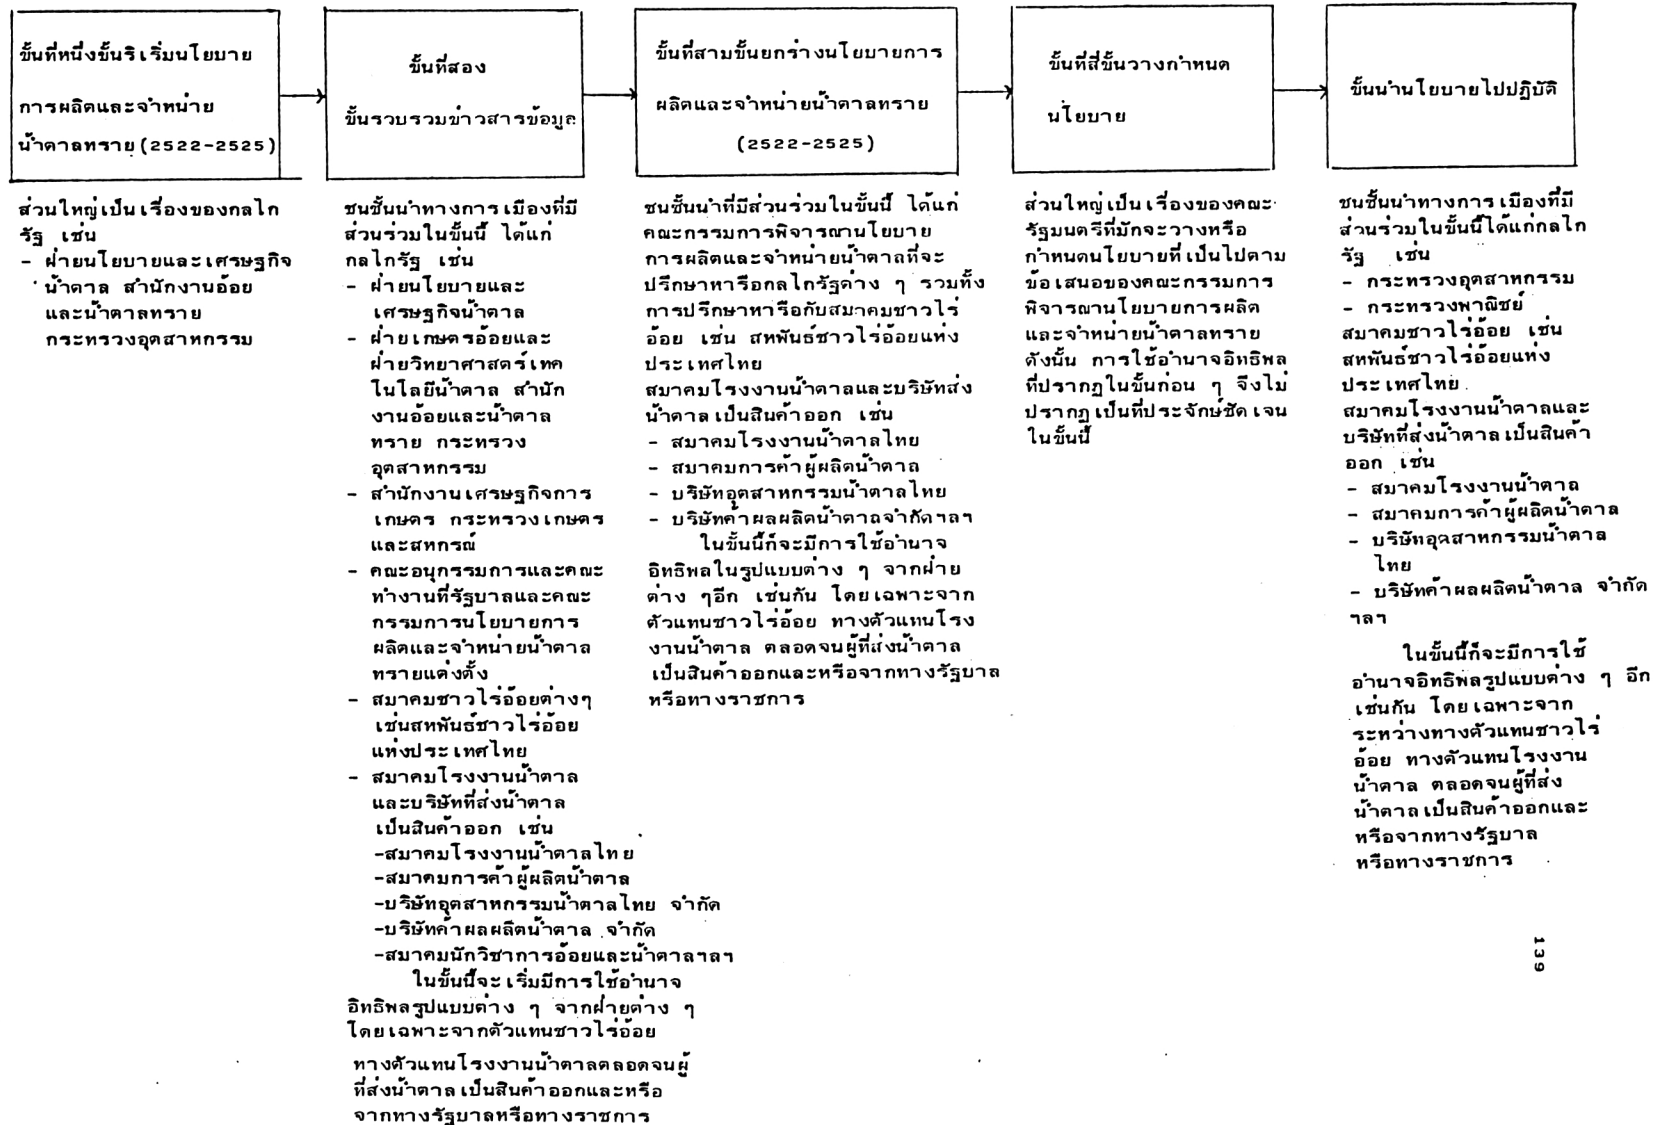 ขั้นที่หนึ่งขั้นริเริ่มนโยบาย
การผลิตและจำหน่าย
น้ำตาลทราย(2522-2525)
ส่วนใหญ่เป็นเรื่องของกลไก
รัฐ เช่น
- ฝ่ายนโยบายและเศรษฐกิจ
น้ำตาล สำนักงานอ้อย
และน้ำตาลทราย
กระทรวงอุตสาหกรรม
ขั้นที่สอง
ขั้นรวบรวมข่าวสารข้อมูล
ชนชั้นนำทางการเมืองที่มี
ส่วนร่วมในขั้นนี้ ได้แก่
กลไกรัฐ เช่น
- ฝ่ายนโยบายและ
เศรษฐกิจน้ำตาล
- ฝ่ายเกษตรอ้อยและ
ฝ่ายวิทยาศาสตร์เทค
โนโลยีน้ำตาล สำนัก
งานอ้อยและน้ำตาล
ทราย กระทรวง
อุตสาหกรรม
- สำนักงานเศรษฐกิจการ
เกษตร กระทรวงเกษตร
และสหกรณ์
- คณะอนุกรรมการและคณะ
ทำงานที่รัฐบาลและคณะ
กรรมการนโยบายการ
ผลิตและจำหน่ายน้ำตาล
ทรายแต่งตั้ง
- สมาคมชาวไร่อ้อยต่างๆ
เช่นสหพันธ์ชาวไร่อ้อย
แห่งประเทศไทย
- สมาคมโรงงานน้ำตาล
และบริษัทที่ส่งน้ำตาล
เป็นสินค้าออก เช่น
-สมาคมโรงงานน้ำตาลไทย
-สมาคมการค้าผู้ผลิตน้ำตาล
-บริษัทอุตสาหกรรมน้ำตาลไทย จำกัด
-บริษัทค้าผลผลิตน้ำตาล จำกัด
-สมาคมนักวิชาการอ้อยและน้ำตาลฯลฯ
ในขั้นนี้จะเริ่มมีการใช้อำนาจ
อิทธิพลรูปแบบต่าง ๆ จากฝ่ายต่าง ๆ
โดยเฉพาะจากตัวแทนชาวไร่อ้อย
ทางตัวแทนโรงงานน้ำตาลตลอดจนผู้
ที่ส่งน้ำตาลเป็นสินค้าออกและหรือ
จากทางรัฐบาลหรือทางราชการ
ขั้นที่สามขั้นยกร่างนโยบายการ
ผลิตและจำหน่ายน้ำตาลทราย
(2522-2525)
ชนชั้นนำที่มีส่วนร่วมในขั้นนี้ ได้แก่
คณะกรรมการพิจารณานโยบาย
การผลิตและจำหน่ายน้ำตาลที่จะ
ปรึกษาหารือกลไกรัฐต่าง ๆ รวมทั้ง
การปรึกษาหารือกับสมาคมชาวไร่
อ้อย เช่น สหพันธ์ชาวไร่อ้อยแห่ง
ประเทศไทย
สมาคมโรงงานน้ำตาลและบริษัทส่ง
น้ำตาลเป็นสินค้าออก เช่น
- สมาคมโรงงานน้ำตาลไทย
- สมาคมการค้าผู้ผลิตน้ำตาล
- บริษัทอุตสาหกรรมน้ำตาลไทย
- บริษัทค้าผลผลิตน้ำตาลจำกัดฯลฯ
ในขั้นนี้ก็จะมีการใช้อำนาจ
อิทธิพลในรูปแบบต่าง ๆ จากฝ่าย
ต่าง ๆอีก เช่นกัน โดยเฉพาะจาก
ตัวแทนชาวไร่อ้อย ทางตัวแทนโรง
งานน้ำตาล ตลอดจนผู้ที่ส่งน้ำตาล
เป็นสินค้าออกและหรือจากทางรัฐบาล
หรือทางราชการ
ขั้นที่สี่ขั้นวางกำหนด
นโยบาย
ส่วนใหญ่เป็นเรื่องของคณะ
รัฐมนตรีที่มักจะวางหรือ
กำหนดนโยบายที่เป็นไปตาม
ข้อเสนอของคณะกรรมการ
พิจารณานโยบายการผลิต
และจำหน่ายน้ำตาลทราย
ดังนั้น การใช้อำนาจอิทธิพล
ที่ปรากฏในขั้นก่อน ๆ จึงไม่
ปรากฏเป็นที่ประจักษ์ชัดเจน
ในขั้นนี้
ขั้นนำนโยบายไปปฏิบัติ
ชนชั้นนำทางการเมืองที่มี
ส่วนร่วมในขั้นนี้ได้แก่กลไก
รัฐ เช่น
- กระทรวงอุตสาหกรรม
- กระทรวงพาณิชย์
สมาคมชาวไร่อ้อย เช่น
สหพันธ์ชาวไร่อ้อยแห่ง
ประเทศไทย
สมาคมโรงงานน้ำตาลและ
บริษัทที่ส่งน้ำตาลเป็นสินค้า
ออก เช่น
- สมาคมโรงงานน้ำตาล
- สมาคมการค้าผู้ผลิตน้ำตาล
- บริษัทอุตสาหกรรมน้ำตาล
ไทย
- บริษัทค้าผลผลิตน้ำตาล จำกัด
ฯลฯ
ในขั้นนี้ก็จะมีการใช้
อำนาจอิทธิพลรูปแบบต่าง ๆ อีก
เช่นกัน โดยเฉพาะจาก
ระหว่างทางตัวแทนชาวไร่
อ้อย ทางตัวแทนโรงงาน
น้ำตาล ตลอดจนผู้ที่ส่ง
น้ำตาลเป็นสินค้าออกและ
หรือจากทางรัฐบาล
หรือทางราชการ
139